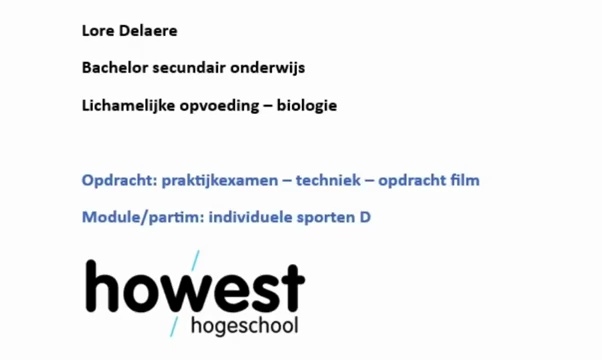 Lore Delaere
Bachelor secundair onderwijs
Lichamelijke opvoeding – biologie
Opdracht: praktijkexamen – techniek – opdracht film
Module/partim: individuele sporten D
howest
hogeschool